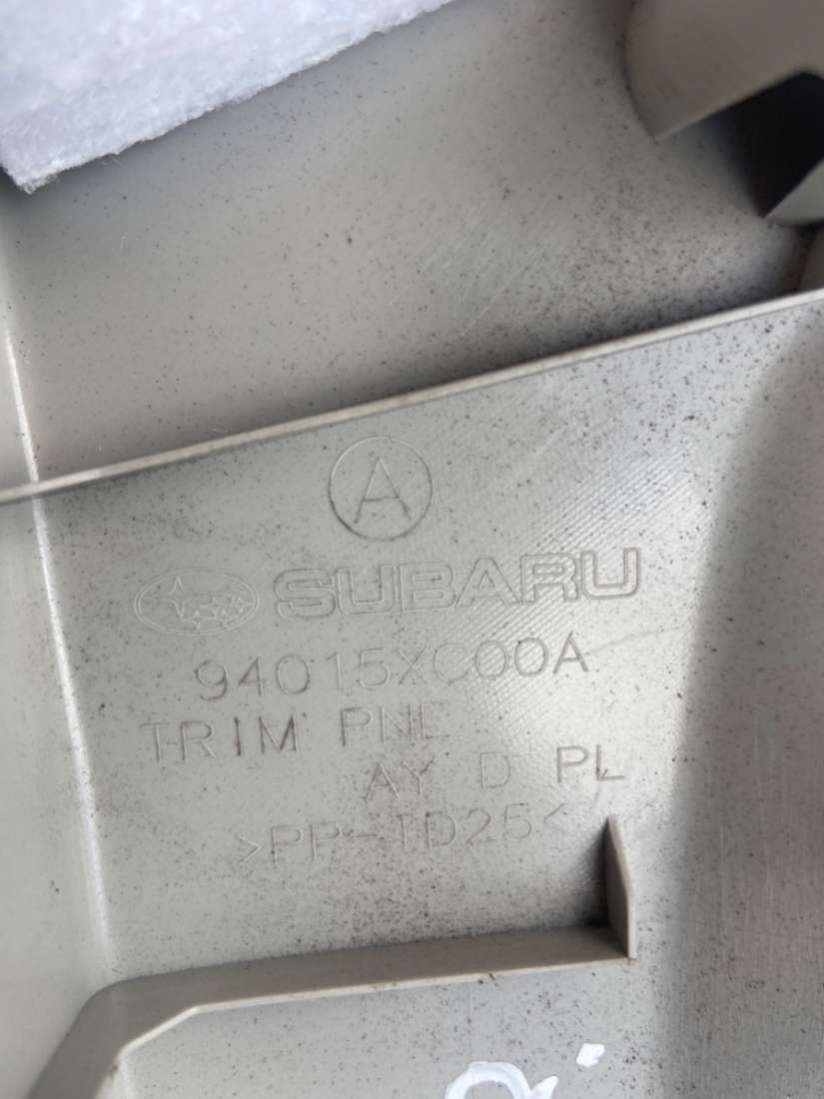 A
SUBARU
94015XC00A
TRIM PNL
AY D PL
>PP-TD25<